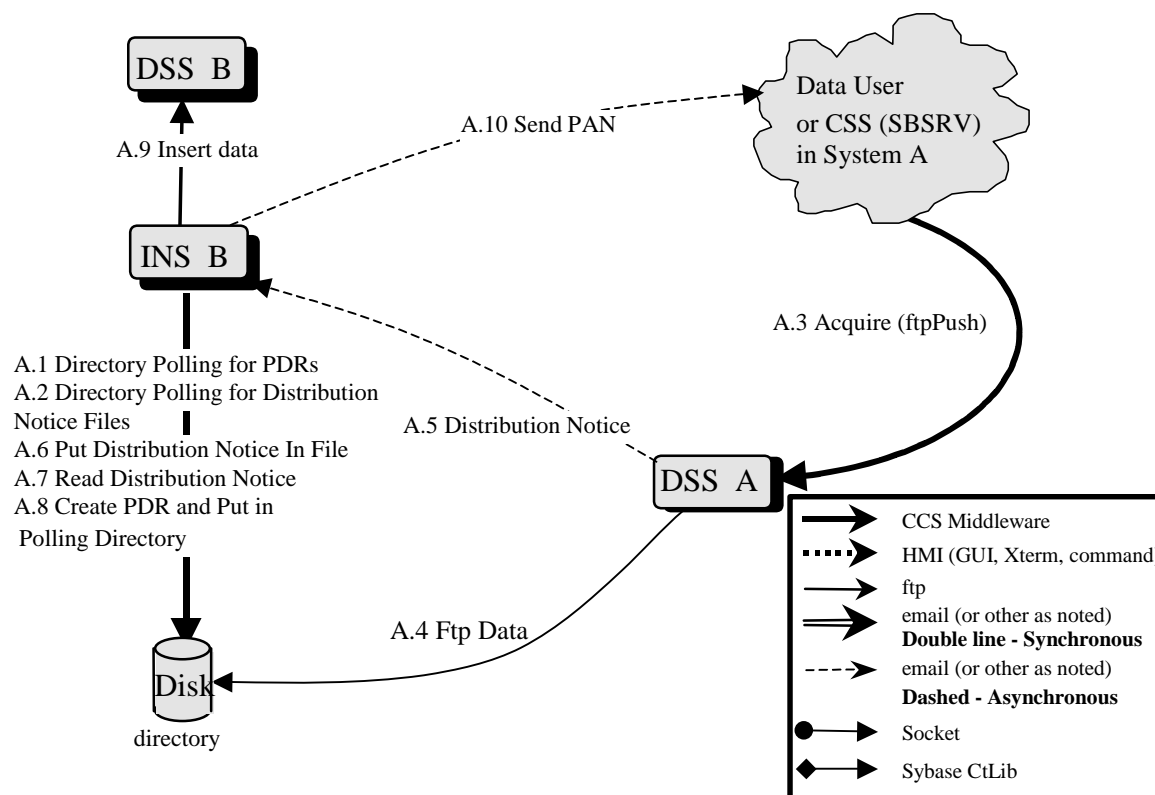 DSS B
Data User
or CSS (SBSRV)
in System A
A.10 Send PAN
A.9 Insert data
INS B
A.3 Acquire (ftpPush)
A.1 Directory Polling for PDRs
A.2 Directory Polling for Distribution
Notice Files
A.6 Put Distribution Notice In File
A.7 Read Distribution Notice
A.8 Create PDR and Put in
Polling Directory
A.5 Distribution Notice
DSS A
A.4 Ftp Data
Disk
directory
CCS Middleware
HMI (GUI, Xterm, command
ftp
email (or other as noted)
Double line - Synchronous
email (or other as noted)
Dashed - Asynchronous
Socket
Sybase CtLib